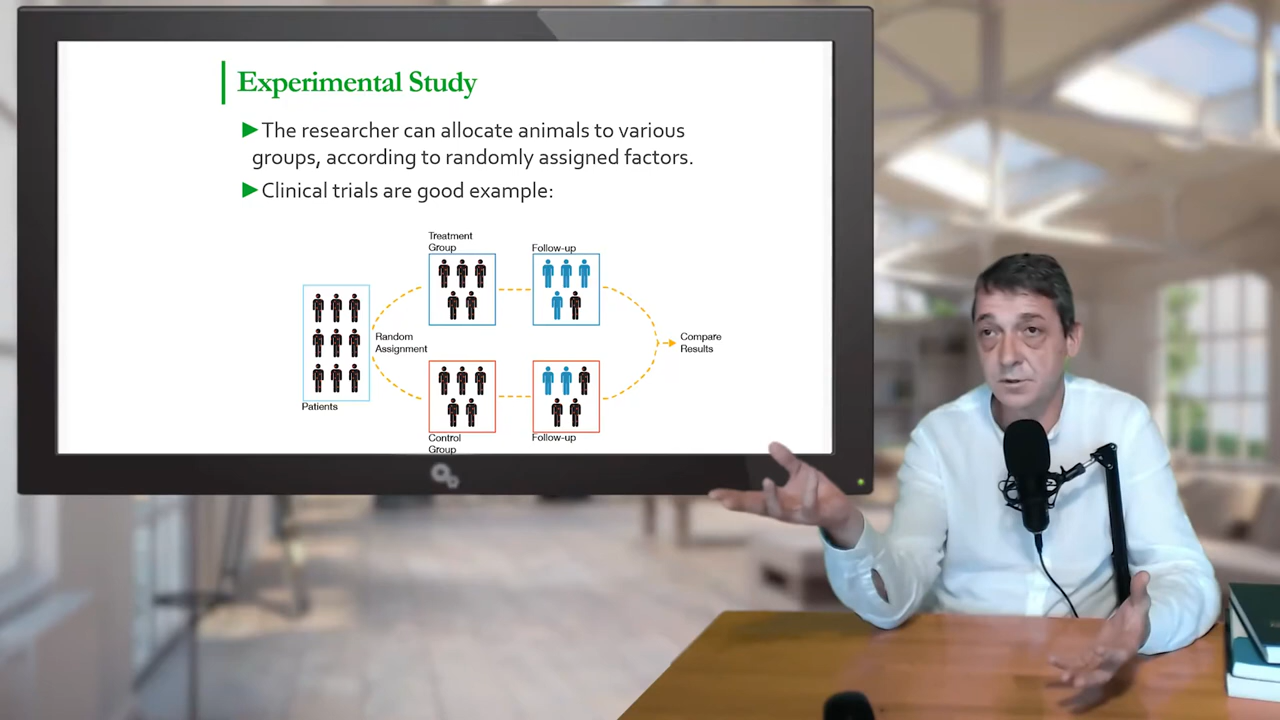 Experimental Study
►The researcher can allocate animals to various
groups, according to randomly assigned factors.
►Clinical trials are good example:
Treatment
Group
Follow-up
Random
Assignment
Compare
Results
Patients
Control
Group
Follow-up